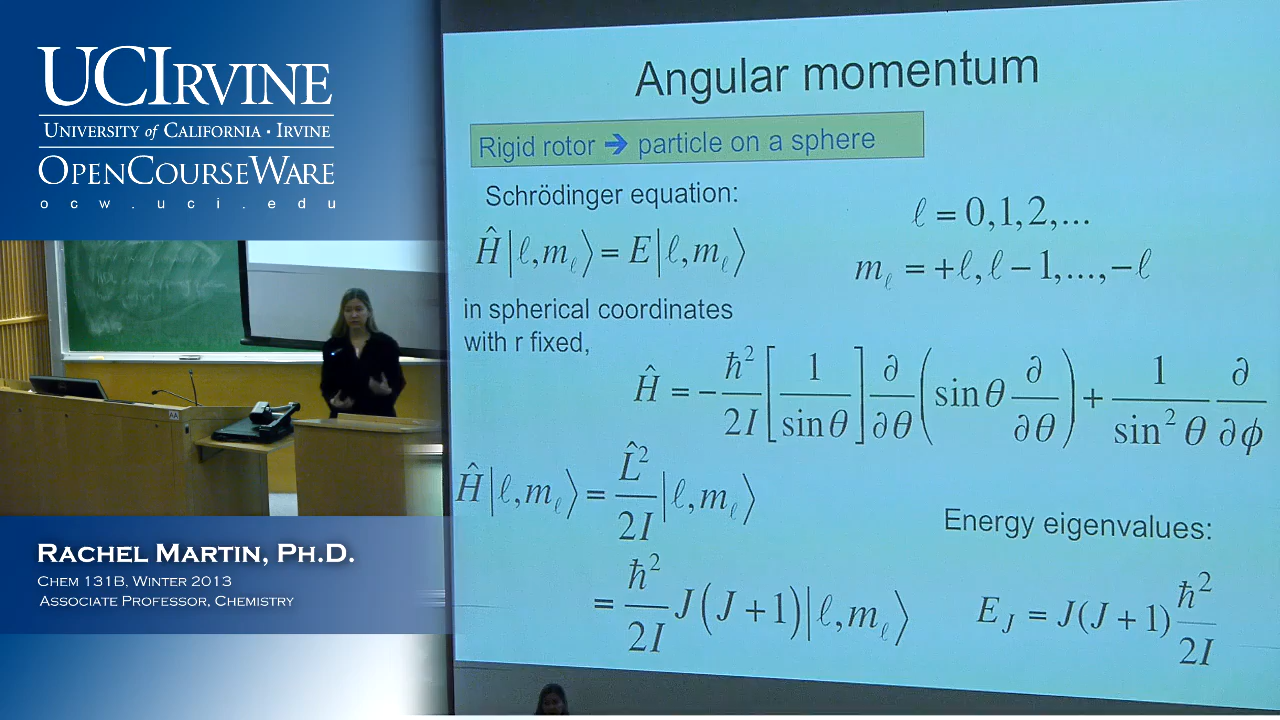 UCIRVINE
UNIVERSITY of CALIFORNIA · IRVINE
OPENCOURSEWARE
ocw.uci.edu
RACHEL MARTIN, PH.D.
CHEM 131B, WINTER 2013
ASSOCIATE PROFESSOR, CHEMISTRY
Angular momentum
Rigid rotor ➔ particle on a sphere
Schrödinger equation:
Ĥ|ℓ,m_ℓ⟩ = E|ℓ,m_ℓ⟩
ℓ = 0,1,2,...
m_ℓ = +ℓ,ℓ−1,...,−ℓ
in spherical coordinates
with r fixed,
Ĥ = −ħ²/2I [1/sinθ] ∂/∂θ (sinθ ∂/∂θ) + 1/sin²θ ∂/∂ϕ
Ĥ|ℓ,m_ℓ⟩ = L̂²/2I |ℓ,m_ℓ⟩
= ħ²/2I J(J+1)|ℓ,m_ℓ⟩
Energy eigenvalues:
E_J = J(J+1) ħ²/2I